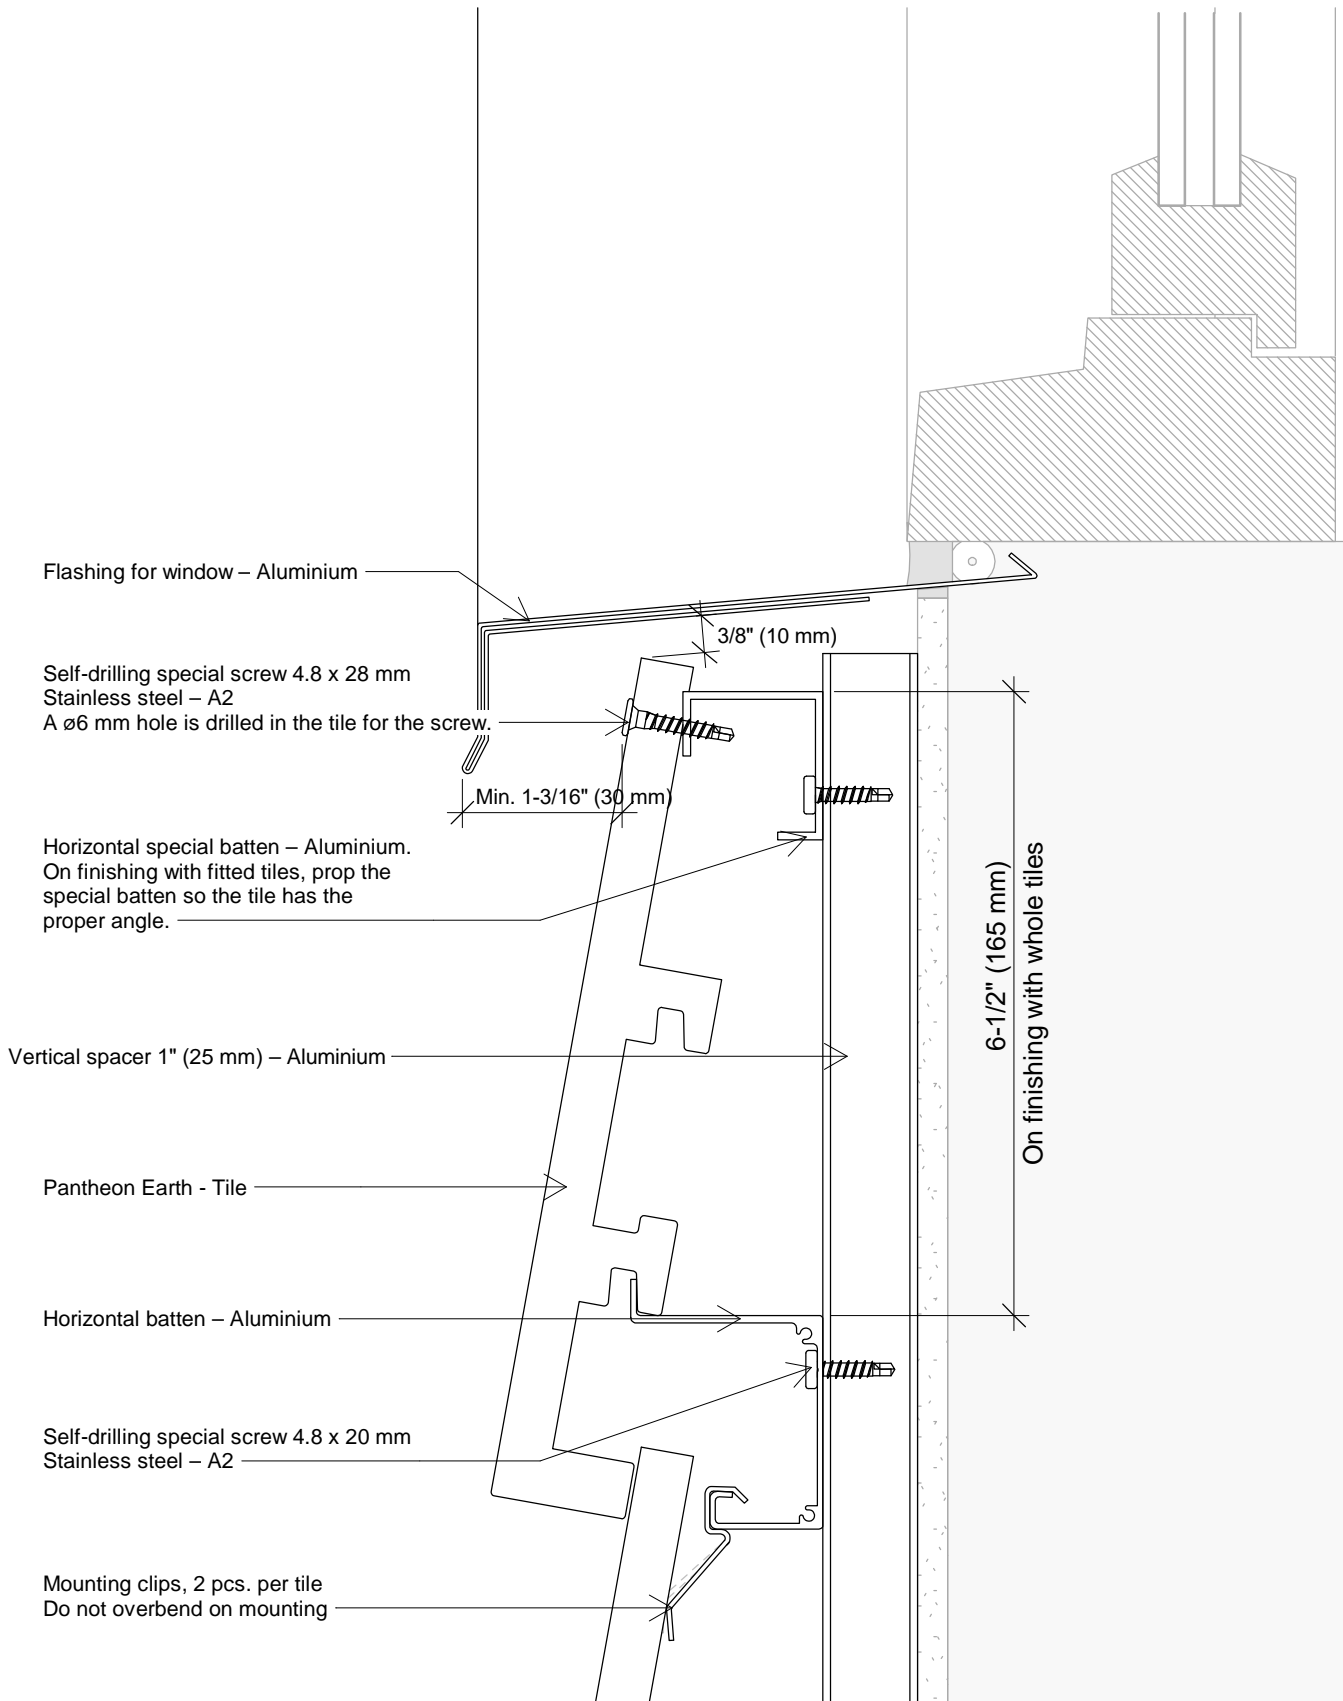 Flashing for window – Aluminium
3/8" (10 mm)
Self-drilling special screw 4.8 x 28 mm
Stainless steel – A2
A ø6 mm hole is drilled in the tile for the screw.
Min. 1-3/16" (30 mm)
Horizontal special batten – Aluminium.
On finishing with fitted tiles, prop the
special batten so the tile has the
proper angle.
6-1/2" (165 mm)
On finishing with whole tiles
Vertical spacer 1" (25 mm) – Aluminium
Pantheon Earth - Tile
Horizontal batten – Aluminium
Self-drilling special screw 4.8 x 20 mm
Stainless steel – A2
Mounting clips, 2 pcs. per tile
Do not overbend on mounting